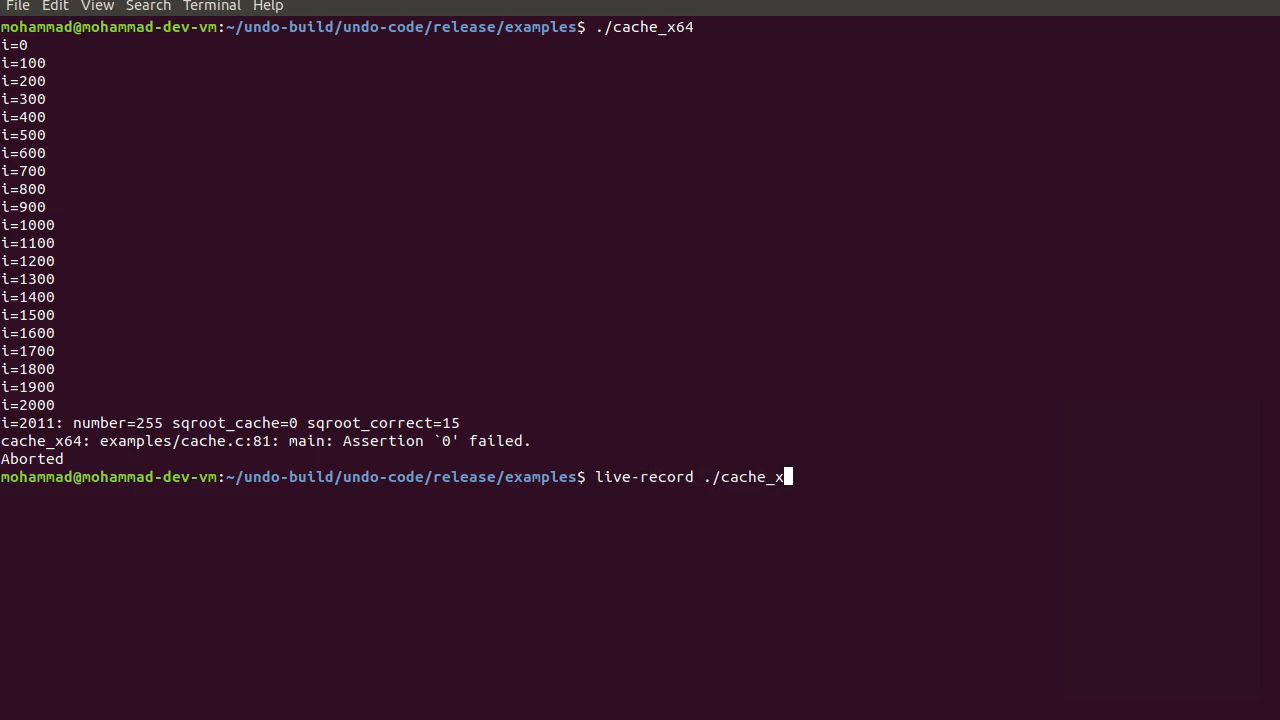 File Edit View Search Terminal Help
mohammad@mohammad-dev-vm:~/undo-build/undo-code/release/examples$ ./cache_x64
i=0
i=100
i=200
i=300
i=400
i=500
i=600
i=700
i=800
i=900
i=1000
i=1100
i=1200
i=1300
i=1400
i=1500
i=1600
i=1700
i=1800
i=1900
i=2000
i=2011: number=255 sqroot_cache=0 sqroot_correct=15
cache_x64: examples/cache.c:81: main: Assertion `0' failed.
Aborted
mohammad@mohammad-dev-vm:~/undo-build/undo-code/release/examples$ live-record ./cache_x